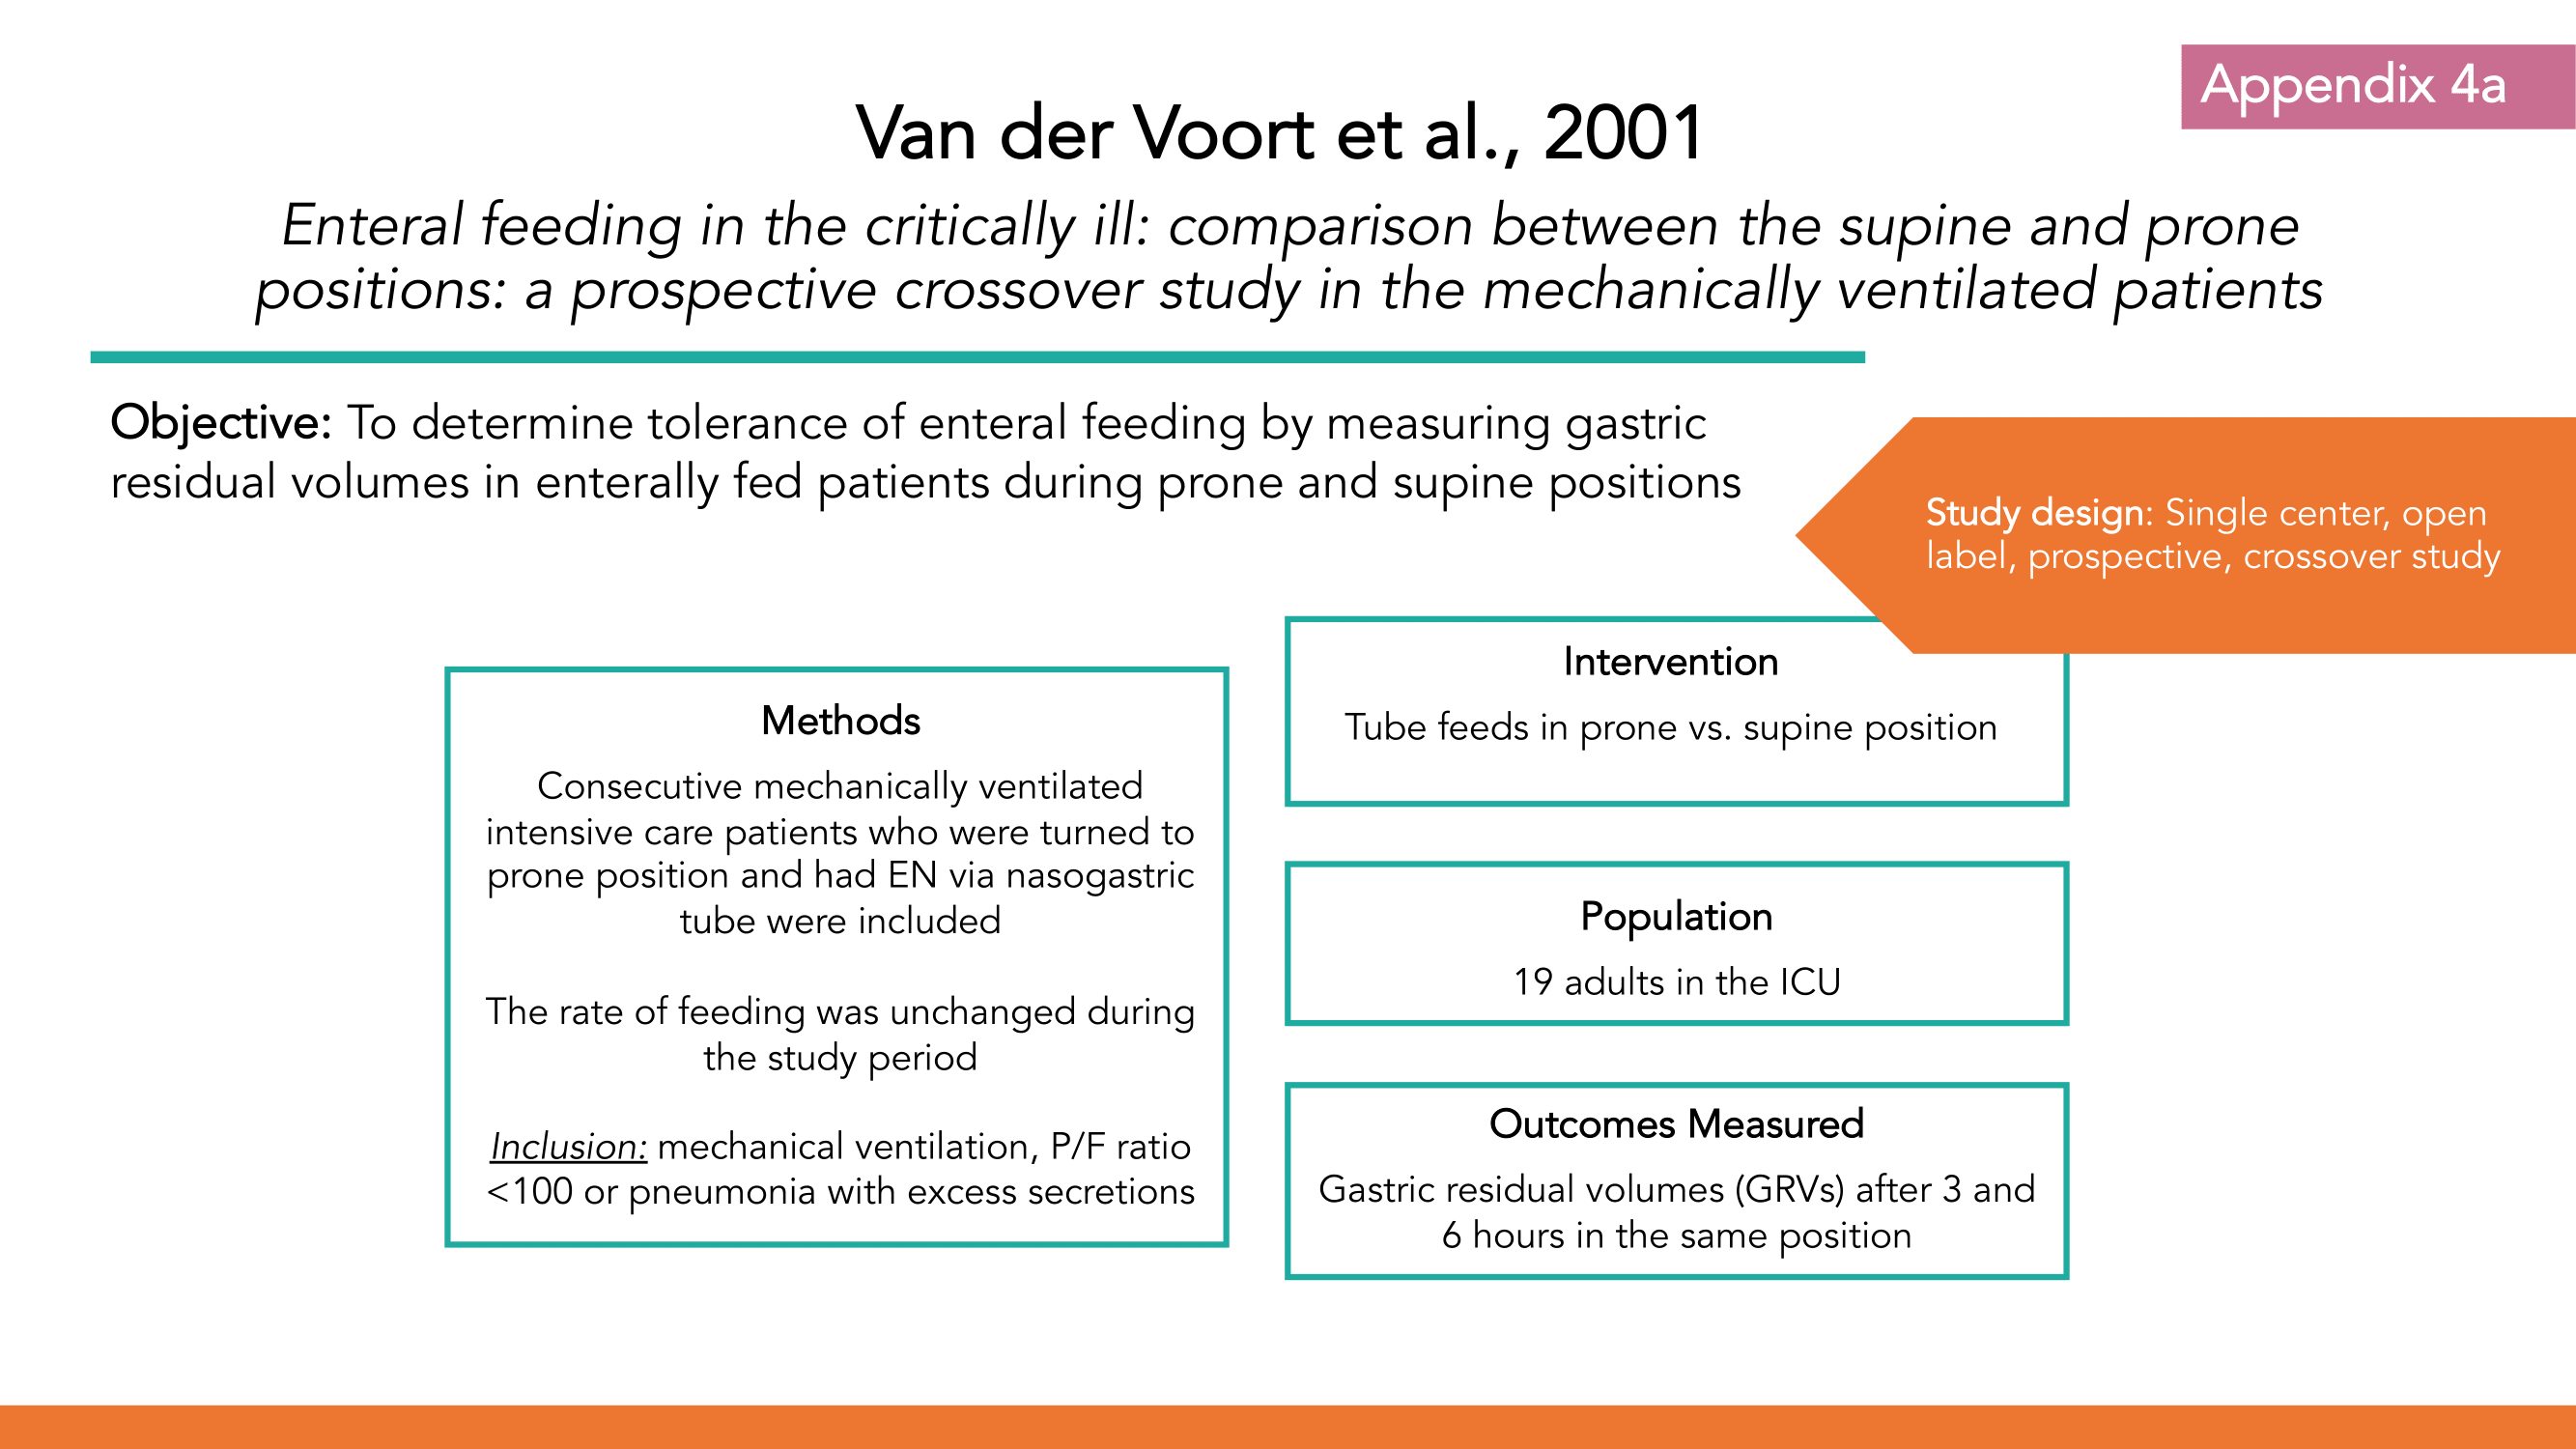 Appendix 4a
Van der Voort et al., 2001
Enteral feeding in the critically ill: comparison between the supine and prone
positions: a prospective crossover study in the mechanically ventilated patients
Objective: To determine tolerance of enteral feeding by measuring gastric
residual volumes in enterally fed patients during prone and supine positions
Study design: Single center, open
label, prospective, crossover study
Methods
Consecutive mechanically ventilated
intensive care patients who were turned to
prone position and had EN via nasogastric
tube were included
The rate of feeding was unchanged during
the study period
Inclusion: mechanical ventilation, P/F ratio
<100 or pneumonia with excess secretions
Intervention
Tube feeds in prone vs. supine position
Population
19 adults in the ICU
Outcomes Measured
Gastric residual volumes (GRVs) after 3 and
6 hours in the same position